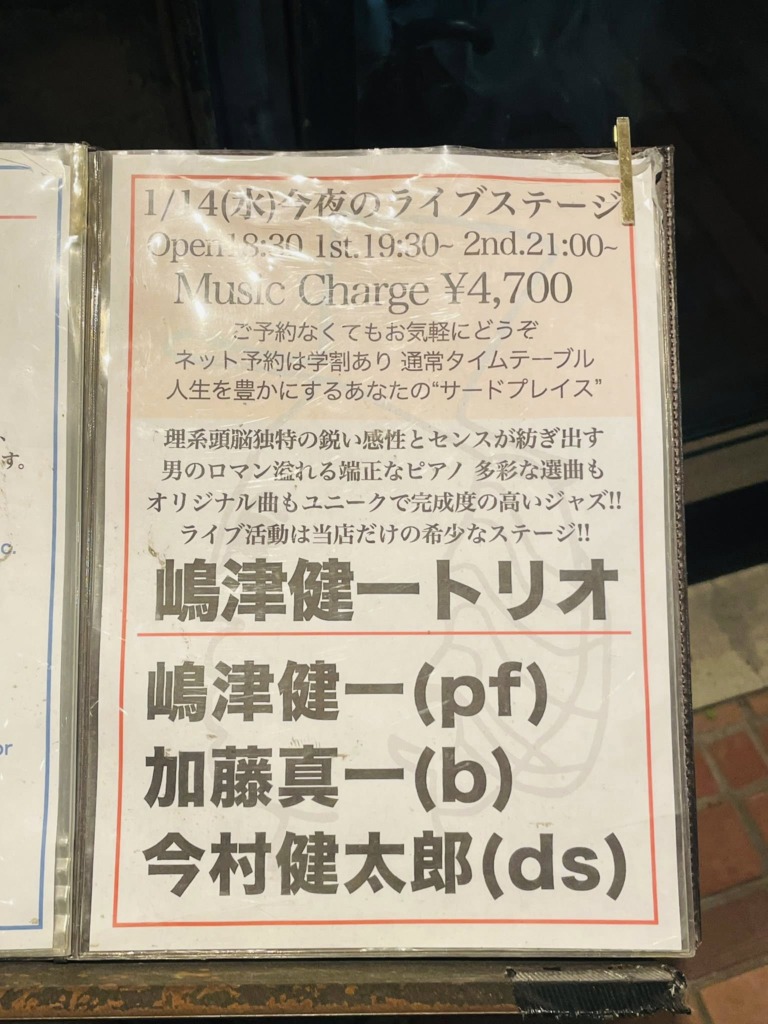 1/14(水)今夜のライブステージ
Open18:30 1st.19:30~ 2nd.21:00~
Music Charge ¥4,700
ご予約なくてもお気軽にどうぞ
ネット予約は学割あり 通常タイムテーブル
人生を豊かにするあなたの“サードプレイス”
理系頭脳独特の鋭い感性とセンスが紡ぎ出す
男のロマン溢れる端正なピアノ 多彩な選曲も
オリジナル曲もユニークで完成度の高いジャズ!!
ライブ活動は当店だけの希少なステージ!!
嶋津健一トリオ
嶋津健一(pf)
加藤真一(b)
今村健太郎(ds)
す。
or